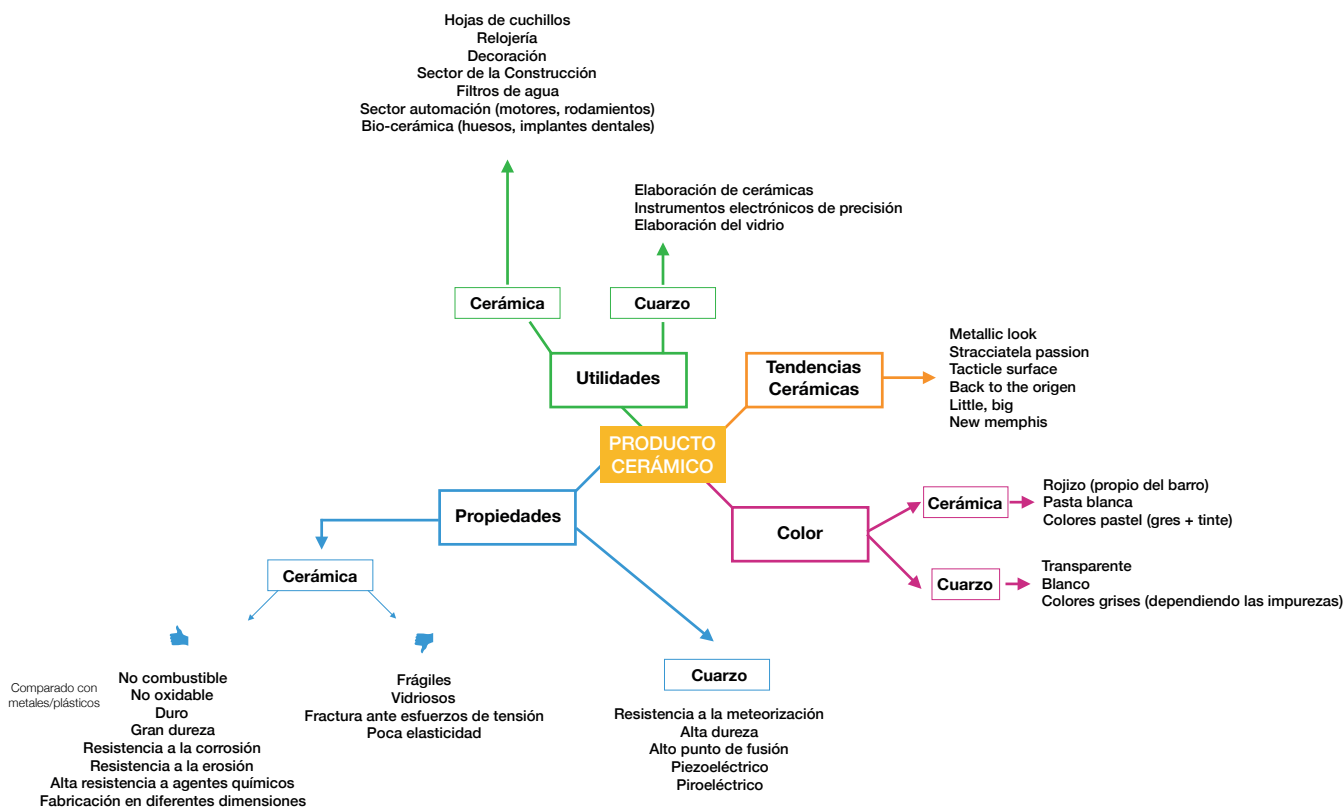 Hojas de cuchillos
Relojería
Decoración
Sector de la Construcción
Filtros de agua
Sector automación (motores, rodamientos)
Bio-cerámica (huesos, implantes dentales)
Elaboración de cerámicas
Instrumentos electrónicos de precisión
Elaboración del vidrio
Cerámica
Cuarzo
Utilidades
Tendencias
Cerámicas
Metallic look
Stracciatela passion
Tacticle surface
Back to the origen
Little, big
New memphis
PRODUCTO
CERÁMICO
Propiedades
Color
Cerámica
Rojizo (propio del barro)
Pasta blanca
Colores pastel (gres + tinte)
Cuarzo
Transparente
Blanco
Colores grises (dependiendo las impurezas)
Cerámica
Comparado con
metales/plásticos
No combustible
No oxidable
Duro
Gran dureza
Resistencia a la corrosión
Resistencia a la erosión
Alta resistencia a agentes químicos
Fabricación en diferentes dimensiones
Frágiles
Vidriosos
Fractura ante esfuerzos de tensión
Poca elasticidad
Cuarzo
Resistencia a la meteorización
Alta dureza
Alto punto de fusión
Piezoeléctrico
Piroeléctrico